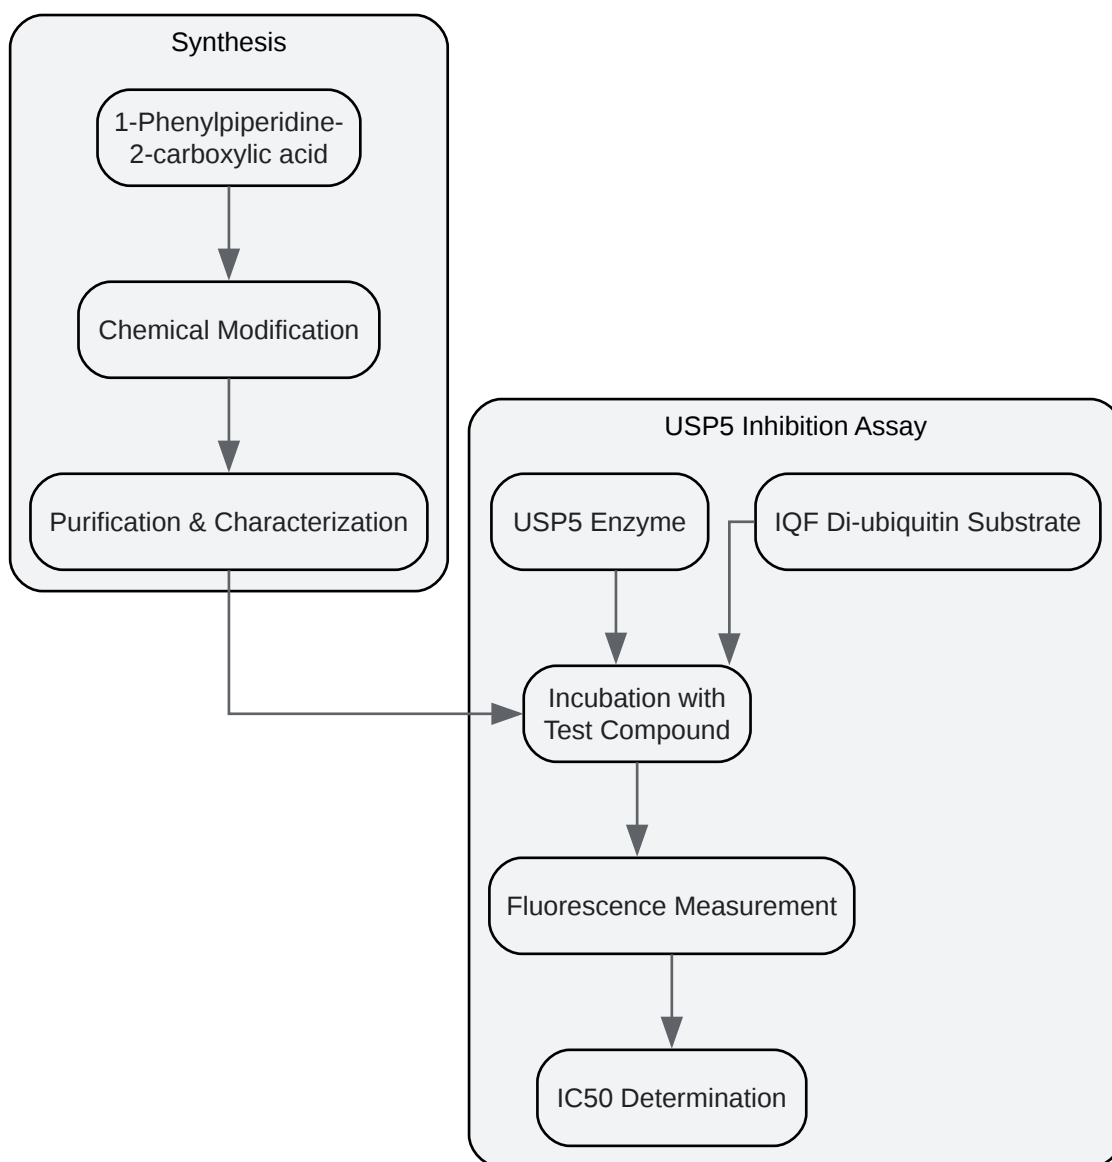 Synthesis
1-Phenylpiperidine-
2-carboxylic acid
Chemical Modification
Purification & Characterization
USP5 Inhibition Assay
USP5 Enzyme
IQF Di-ubiquitin Substrate
Incubation with
Test Compound
Fluorescence Measurement
IC50 Determination